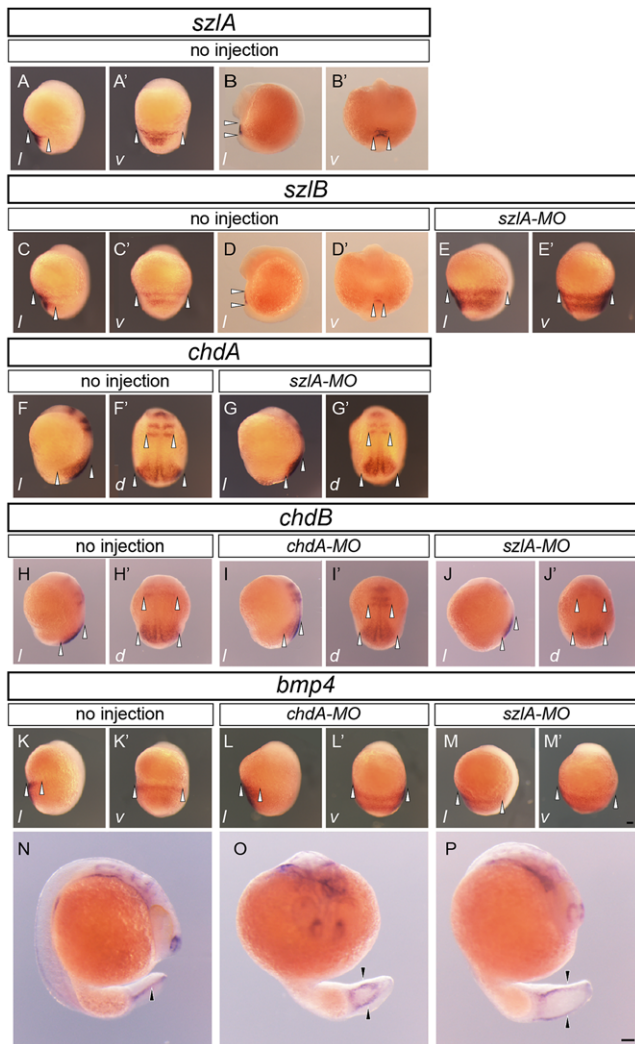 szlA
no injection
A A' B B'
l v l v
szlB
no injection szlA-MO
C C' D D' E E'
l v l v l v
chdA
no injection szlA-MO
F F' G G'
l d l d
chdB
no injection chdA-MO szlA-MO
H H' I I' J J'
l d l d l d
bmp4
no injection chdA-MO szlA-MO
K K' L L' M M'
l v l v l v
N O P